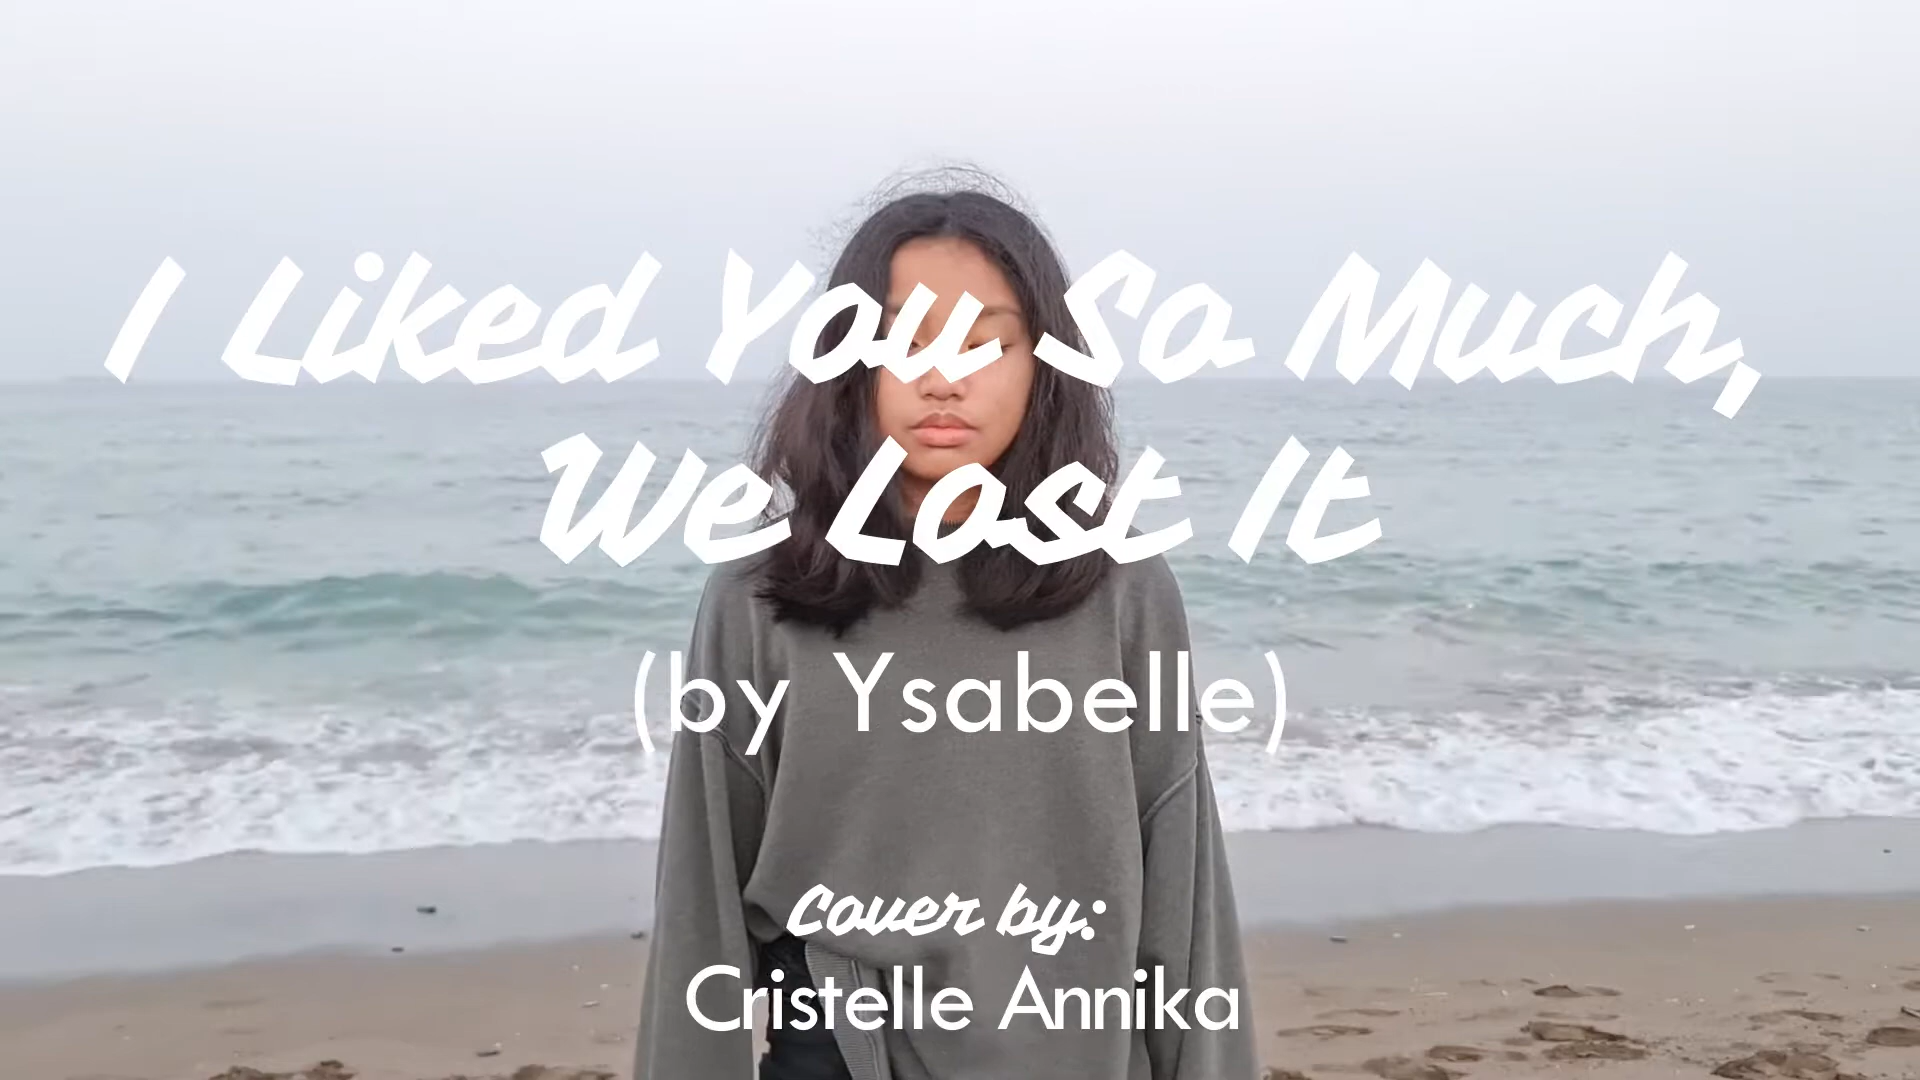 I Liked You So Much,
We Lost It
(by Ysabelle)
Cover by:
Cristelle Annika